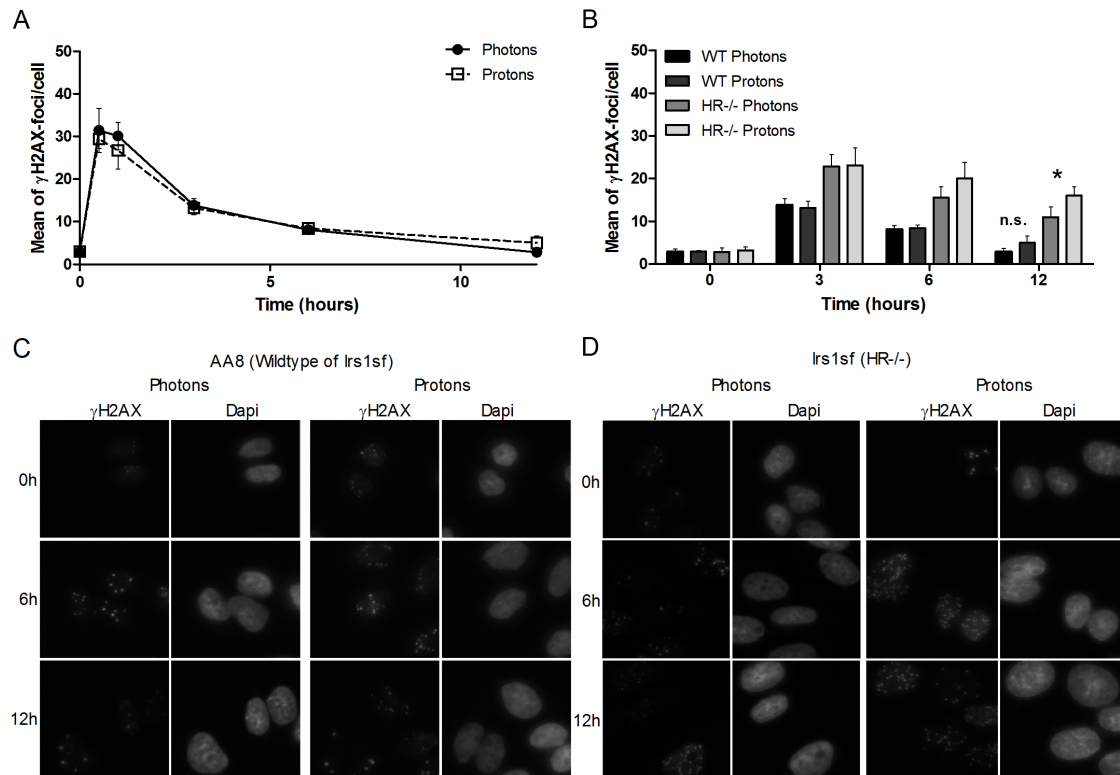 A
50
40
30
20
10
0
Mean of γH2AX-foci/cell
Photons
Protons
0
5
10
Time (hours)
B
50
40
30
20
10
0
Mean of γH2AX-foci/cell
WT Photons
WT Protons
HR-/- Photons
HR-/- Protons
n.s.
*
0
3
6
12
Time (hours)
C
AA8 (Wildtype of Irs1sf)
Photons
Protons
γH2AX
Dapi
γH2AX
Dapi
0h
6h
12h
D
Irs1sf (HR-/-)
Photons
Protons
γH2AX
Dapi
γH2AX
Dapi
0h
6h
12h